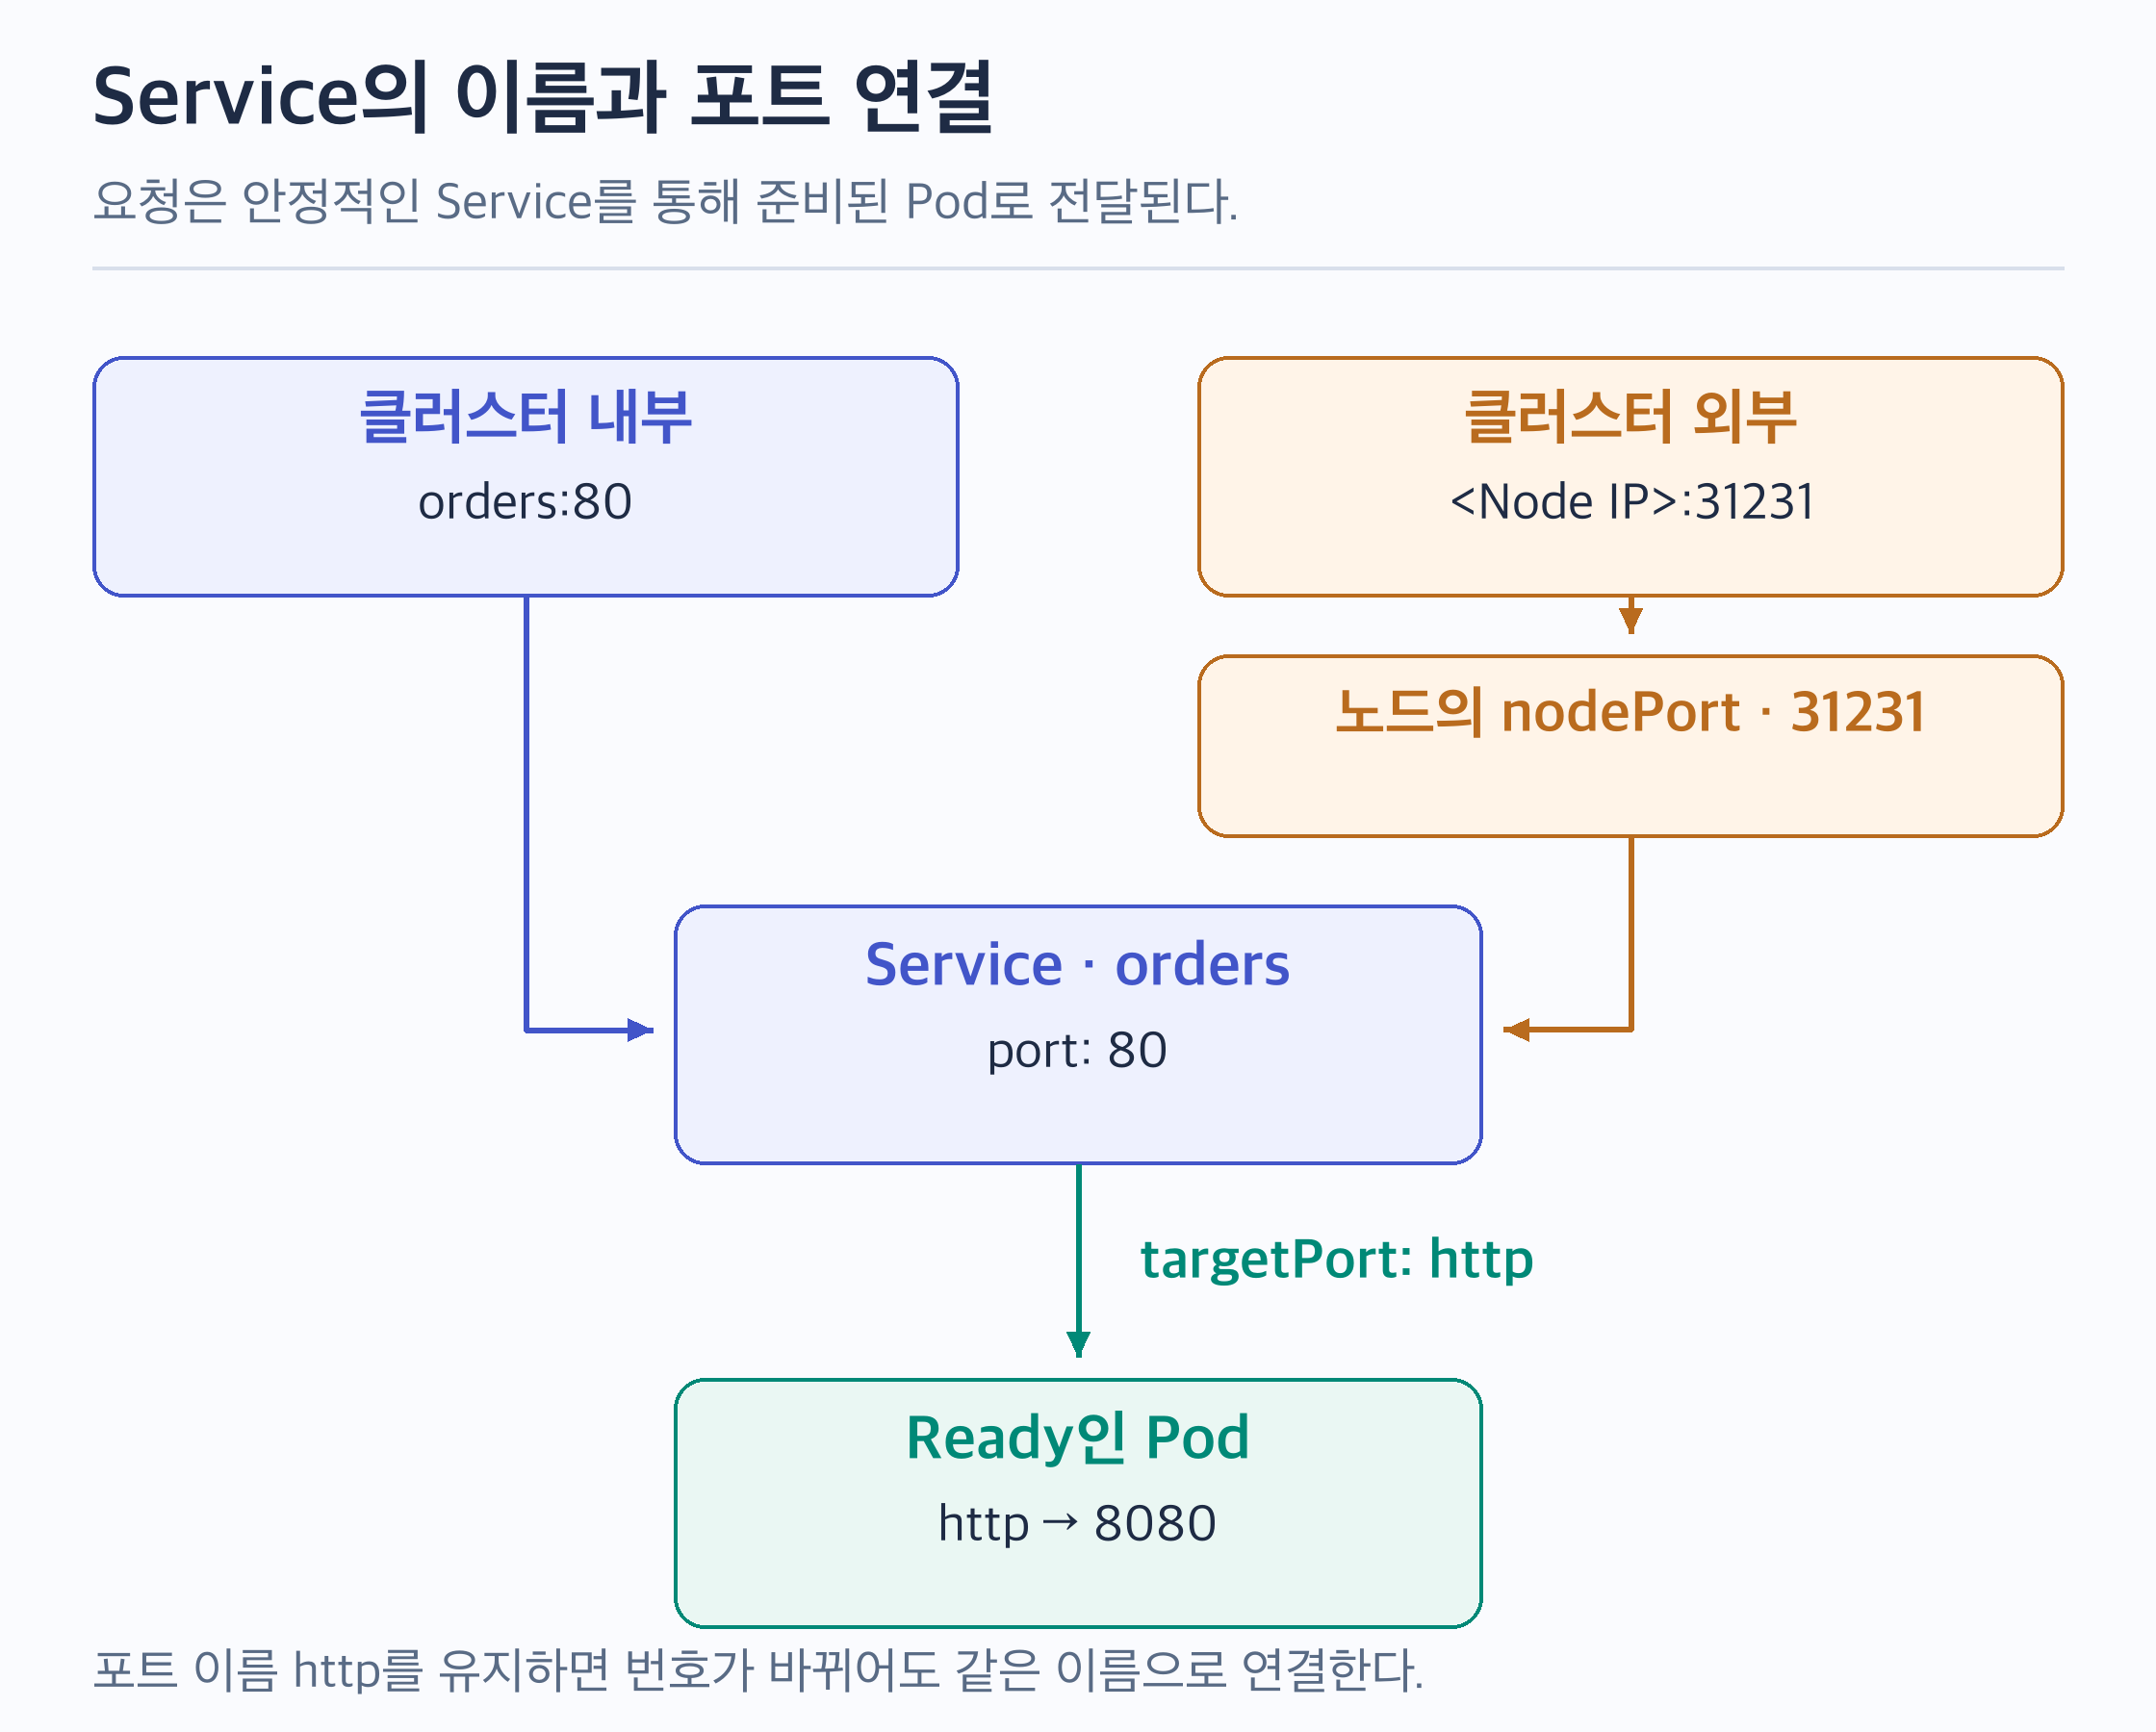 Service의 이름과 포트 연결
요청은 안정적인 Service를 통해 준비된 Pod로 전달된다.
클러스터 내부
orders:80
클러스터 외부
<Node IP>:31231
노드의 nodePort · 31231
Service · orders
port: 80
targetPort: http
Ready인 Pod
http → 8080
포트 이름 http를 유지하면 번호가 바뀌어도 같은 이름으로 연결한다.